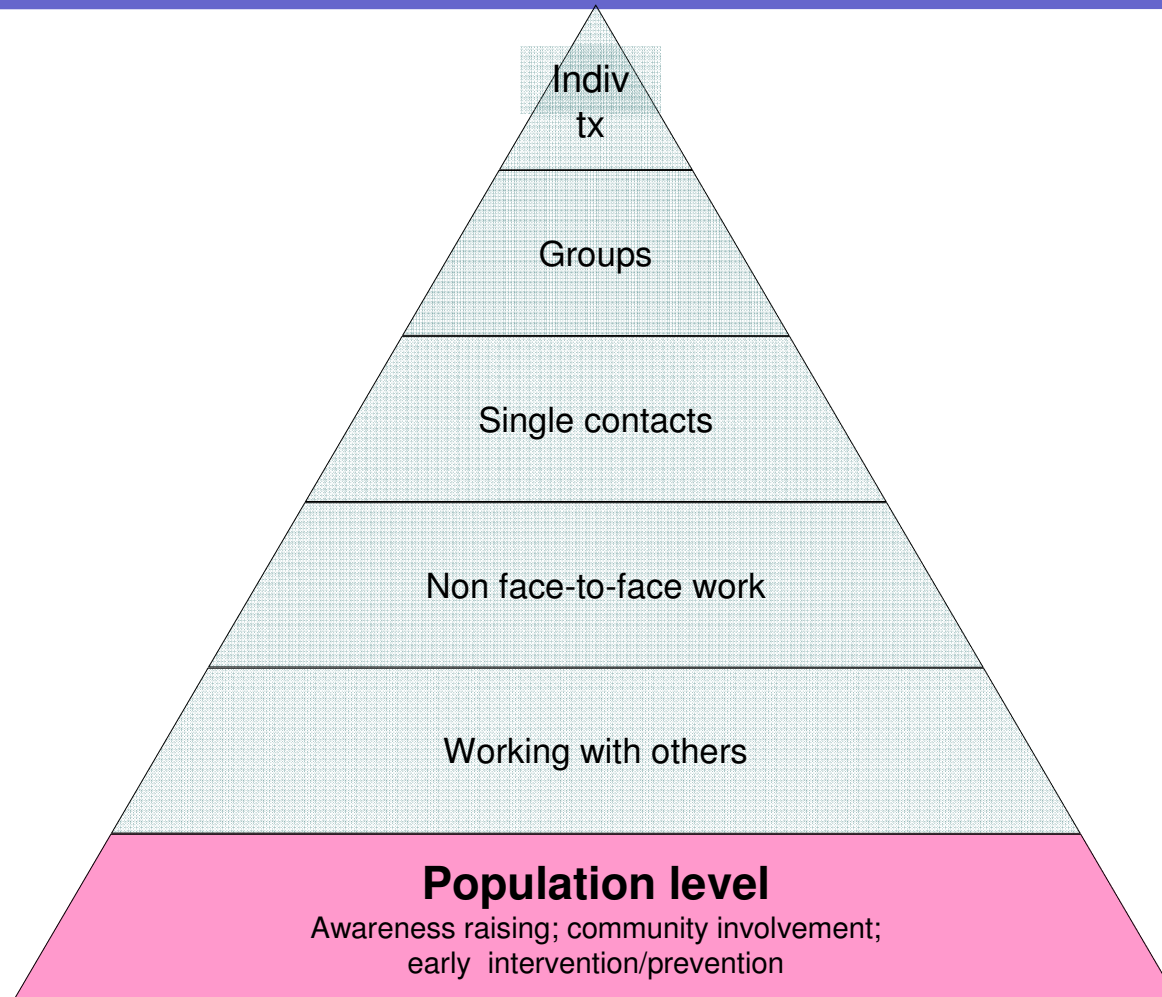 Indiv
tx
Groups
Single contacts
Non face-to-face work
Working with others
Population level
Awareness raising; community involvement;
early  intervention/prevention